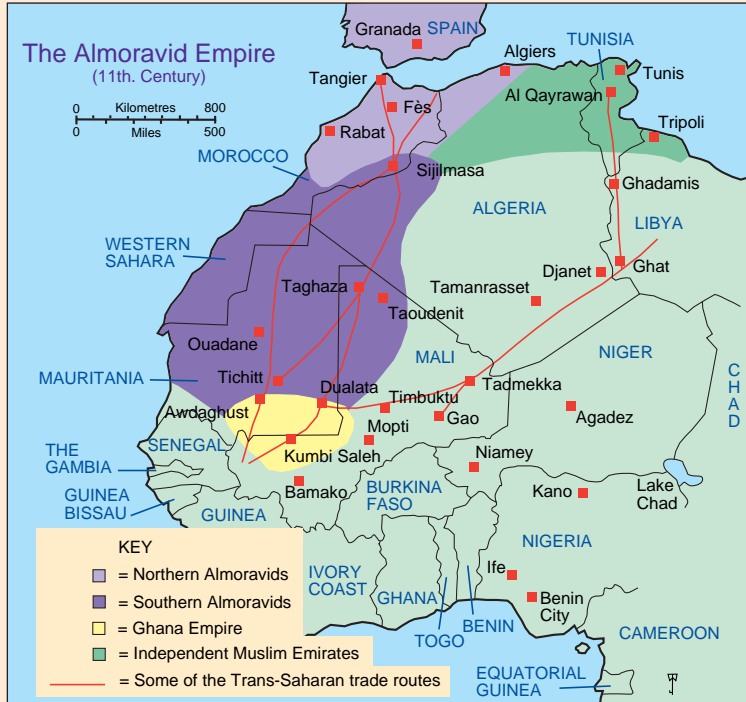 The Almoravid Empire
(11th. Century)
0 Kilometres 800
0 Miles 500
Granada
SPAIN
Algiers
TUNISIA
Tunis
Tangier
Al Qayrawan
Fès
Rabat
Tripoli
MOROCCO
Sijilmasa
Ghadamis
ALGERIA
LIBYA
WESTERN
SAHARA
Ghat
Djanet
Taghaza
Tamanrasset
Taoudenit
Ouadane
MALI
NIGER
CHAD
MAURITANIA
Tichitt
Dualata
Timbuktu
Tadmekka
Awdaghust
Gao
Agadez
Mopti
SENEGAL
Kumbi Saleh
THE
GAMBIA
Niamey
Bamako
BURKINA
FASO
Kano
Lake
Chad
GUINEA
BISSAU
GUINEA
NIGERIA
KEY
= Northern Almoravids
= Southern Almoravids
= Ghana Empire
= Independent Muslim Emirates
= Some of the Trans-Saharan trade routes
IVORY
COAST
GHANA
Ife
Benin
City
TOGO
BENIN
CAMEROON
EQUATORIAL
GUINEA